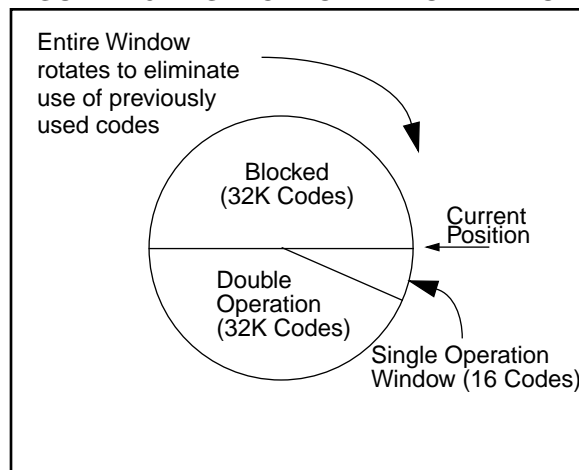 Entire Window
rotates to eliminate
use of previously
used codes
Blocked
(32K Codes)
Current
Position
Double
Operation
(32K Codes)
Single Operation
Window (16 Codes)